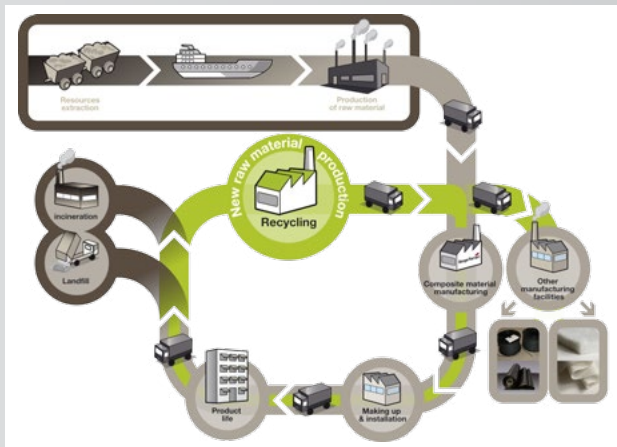 Resources
extraction
Production
of raw material
New raw material production
Recycling
incineration
Landfill
Composite material
manufacturing
Other
manufacturing
facilities
Product
life
Making up
& installation